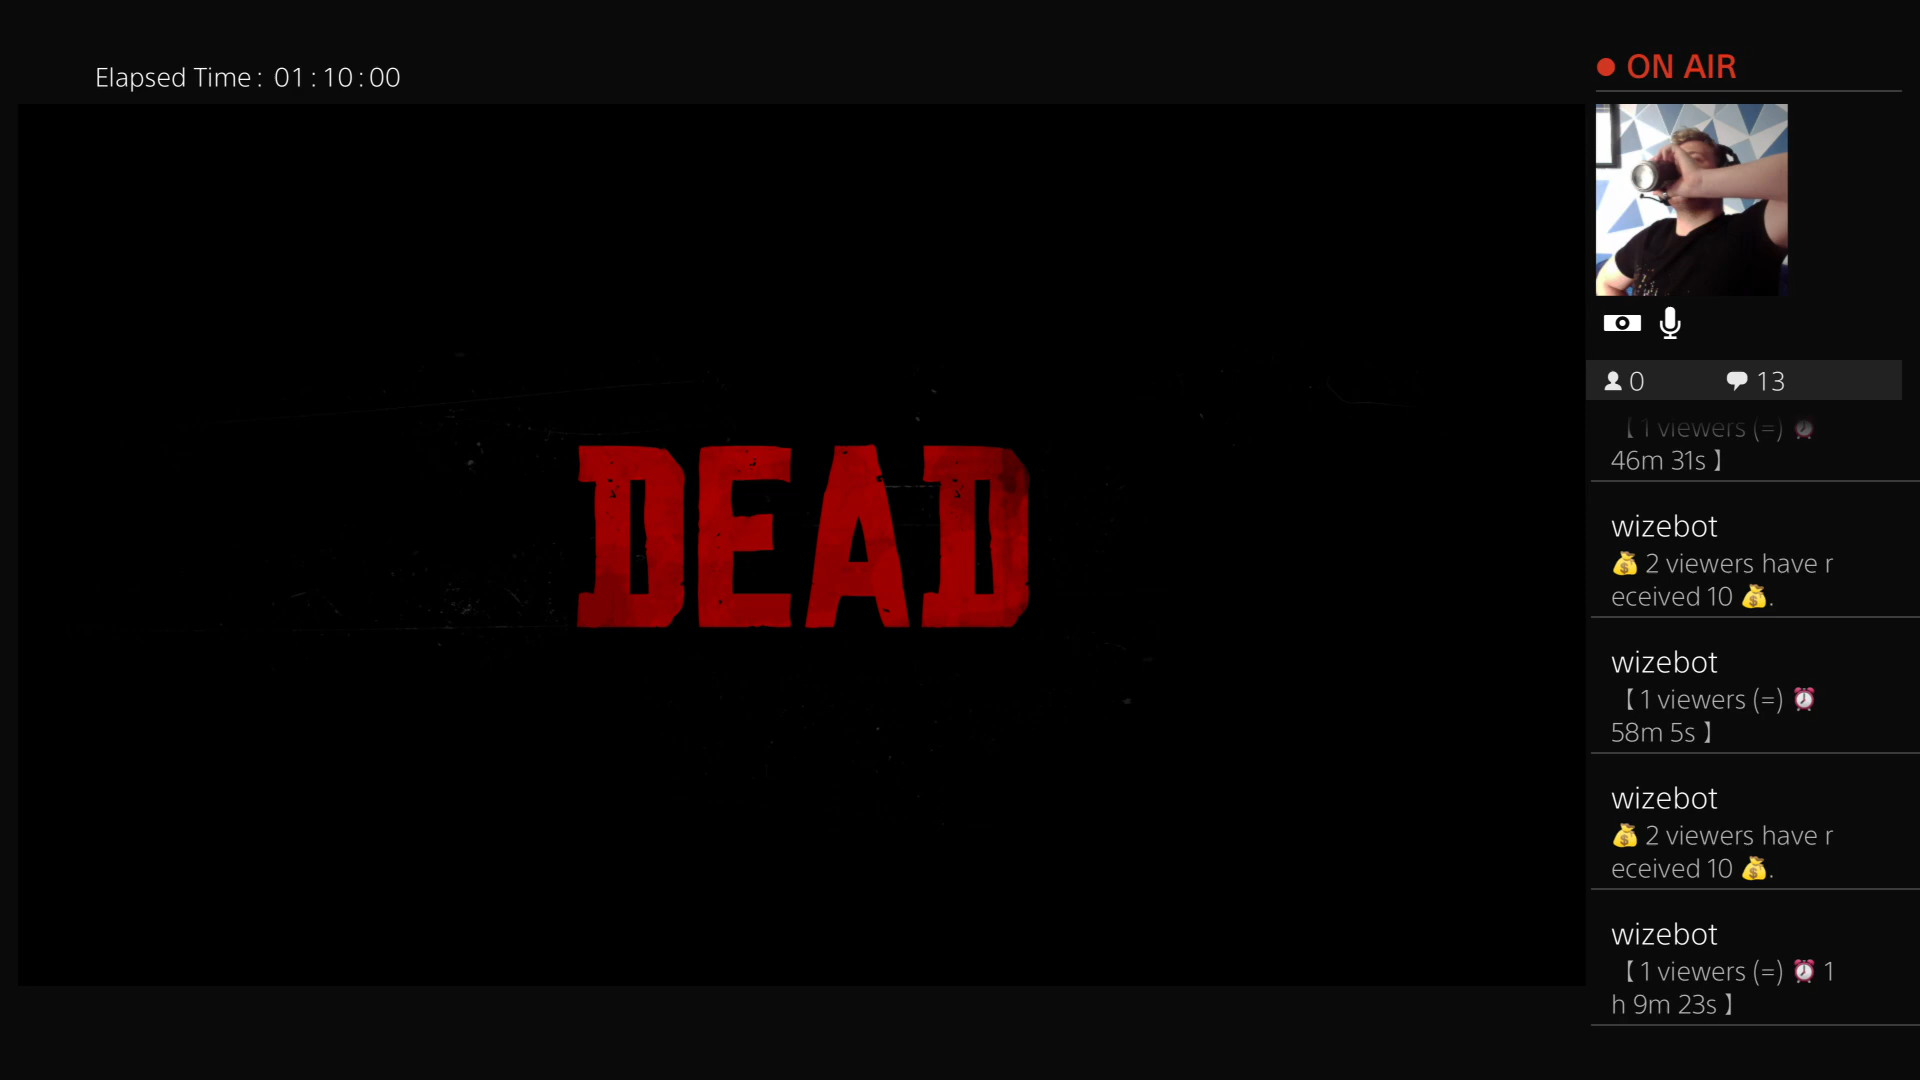 Elapsed Time : 01 : 10 : 00
ON AIR
DEAD
0 13
【 1 viewers (=) ⏰
46m 31s 】
wizebot
💰 2 viewers have r
eceived 10 💰.
wizebot
【 1 viewers (=) ⏰
58m 5s 】
wizebot
💰 2 viewers have r
eceived 10 💰.
wizebot
【 1 viewers (=) ⏰ 1
h 9m 23s 】